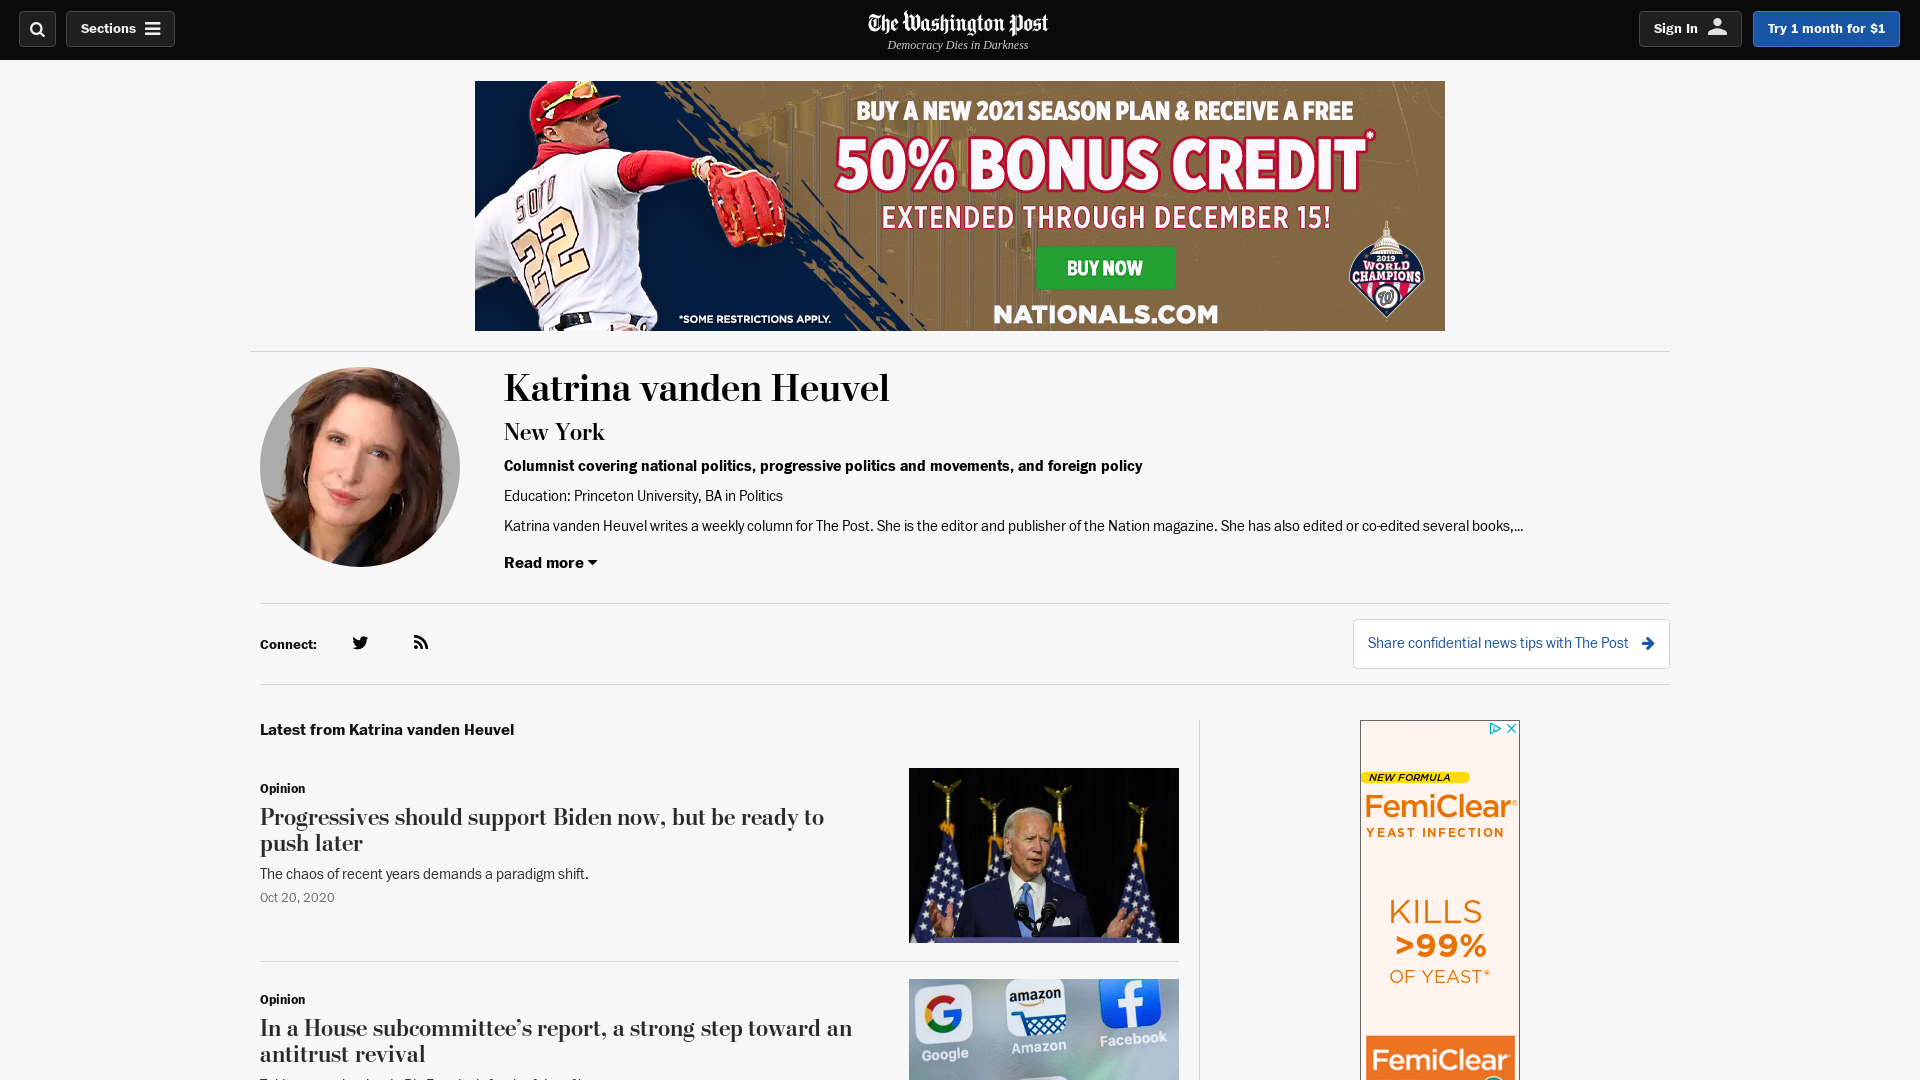 Sections
The Washington Post
Democracy Dies in Darkness
Sign In
Try 1 month for $1
BUY A NEW 2021 SEASON PLAN & RECEIVE A FREE
50% BONUS CREDIT*
EXTENDED THROUGH DECEMBER 15!
BUY NOW
NATIONALS.COM
*SOME RESTRICTIONS APPLY.
SOTO
22
2019
WORLD
CHAMPIONS
W
Katrina vanden Heuvel
New York
Columnist covering national politics, progressive politics and movements, and foreign policy
Education: Princeton University, BA in Politics
Katrina vanden Heuvel writes a weekly column for The Post. She is the editor and publisher of the Nation magazine. She has also edited or co-edited several books,...
Read more
Connect:
Share confidential news tips with The Post
Latest from Katrina vanden Heuvel
Opinion
Progressives should support Biden now, but be ready to
push later
The chaos of recent years demands a paradigm shift.
Oct 20, 2020
Opinion
In a House subcommittee’s report, a strong step toward an
antitrust revival
G
amazon
f
Google
Amazon
Facebook
NEW FORMULA
FemiClear®
YEAST INFECTION
KILLS
>99%
OF YEAST*
FemiClear